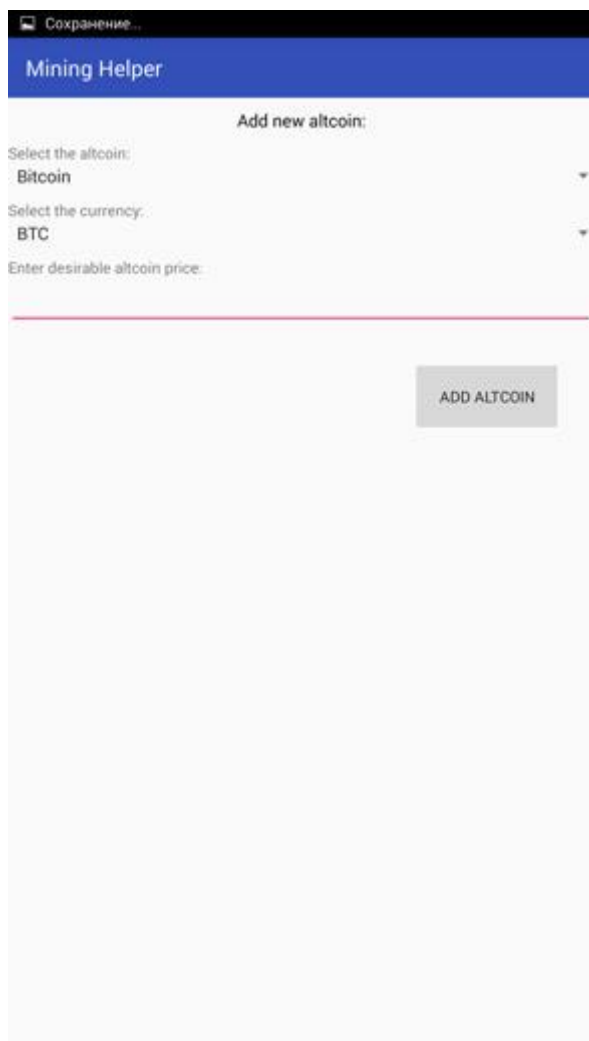 Сохранение...
Mining Helper
Add new altcoin:
Select the altcoin:
Bitcoin
Select the currency:
BTC
Enter desirable altcoin price:
ADD ALTCOIN